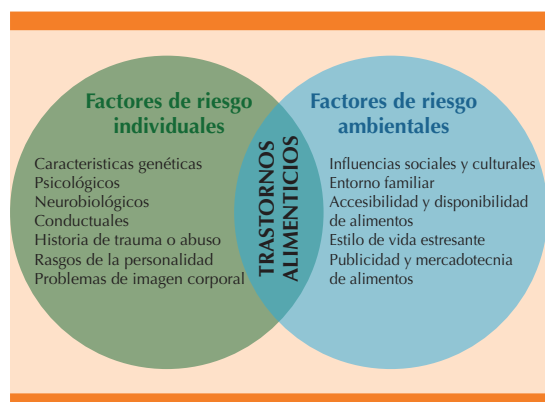 Factores de riesgo
individuales
Caracteristicas genéticas
Psicológicos
Neurobiológicos
Conductuales
Historia de trauma o abuso
Rasgos de la personalidad
Problemas de imagen corporal
TRASTORNOS
ALIMENTICIOS
Factores de riesgo
ambientales
Influencias sociales y culturales
Entorno familiar
Accesibilidad y disponibilidad
de alimentos
Estilo de vida estresante
Publicidad y mercadotecnia
de alimentos